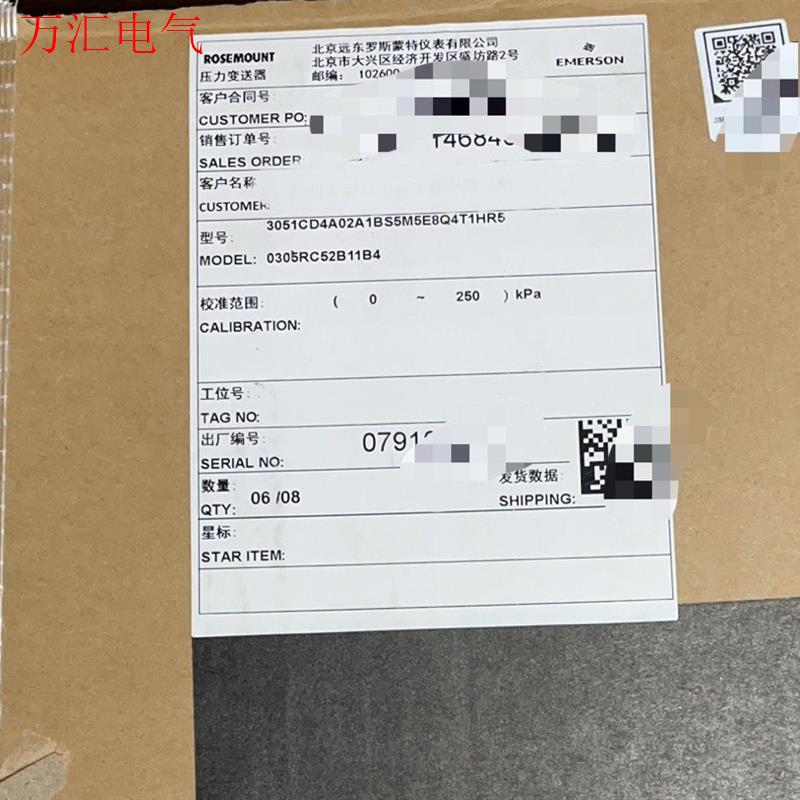 万汇电气
ROSEMOUNT
压力变送器
北京远东罗斯蒙特仪表有限公司
北京市大兴区经济开发区盛坊路2号
邮编： 102600
EMERSON
客户合同号:
CUSTOMER PO:
销售订单号:
SALES ORDER
客户名称
CUSTOMER:
型号:
3051CD4A02A1BS5M5E8Q4T1HR5
MODEL: 0305RC52B11B4
校准范围: ( 0 ~ 250 ) kPa
CALIBRATION:
工位号:
TAG NO:
出厂编号:
SERIAL NO:
0791
数量:
QTY: 06 /08
发货数据:
SHIPPING:
星标:
STAR ITEM: